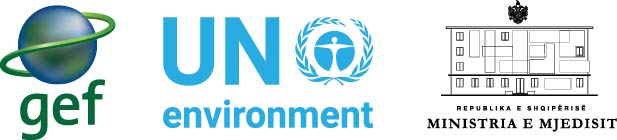 gef
UN
environment
REPUBLIKA E SHQIPËRISË
MINISTRIA E MJEDISIT